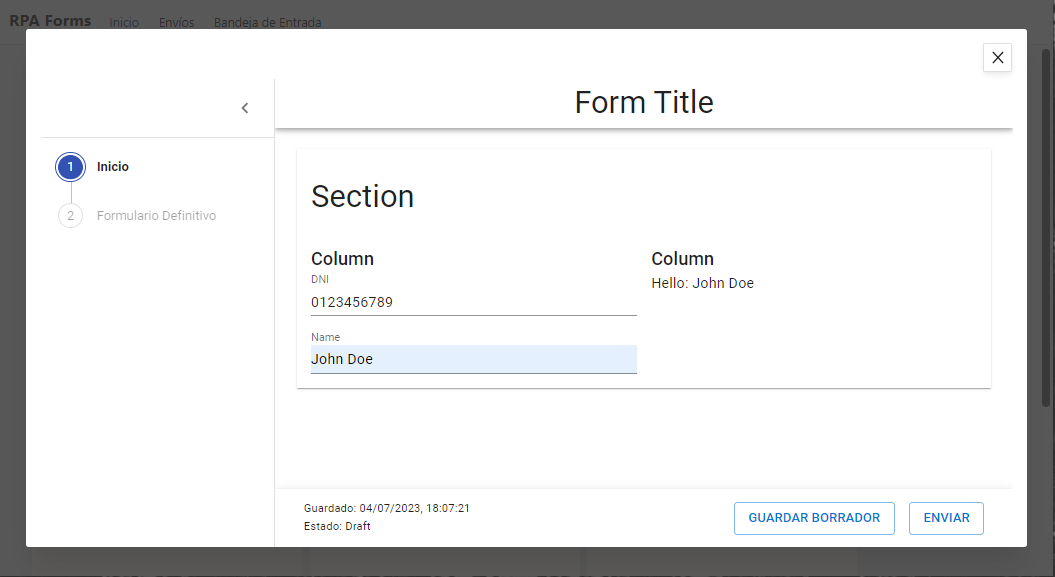 RPA Forms Inicio Envíos Bandeja de Entrada
Form Title
1 Inicio
2 Formulario Definitivo
Section
Column
DNI
0123456789
Name
John Doe
Column
Hello: John Doe
Guardado: 04/07/2023, 18:07:21
Estado: Draft
GUARDAR BORRADOR
ENVIAR